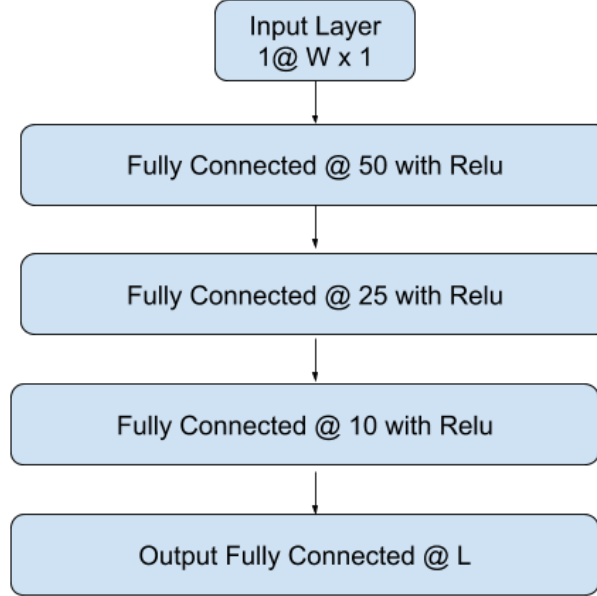 Input Layer
1@ W x 1
Fully Connected @ 50 with Relu
Fully Connected @ 25 with Relu
Fully Connected @ 10 with Relu
Output Fully Connected @ L